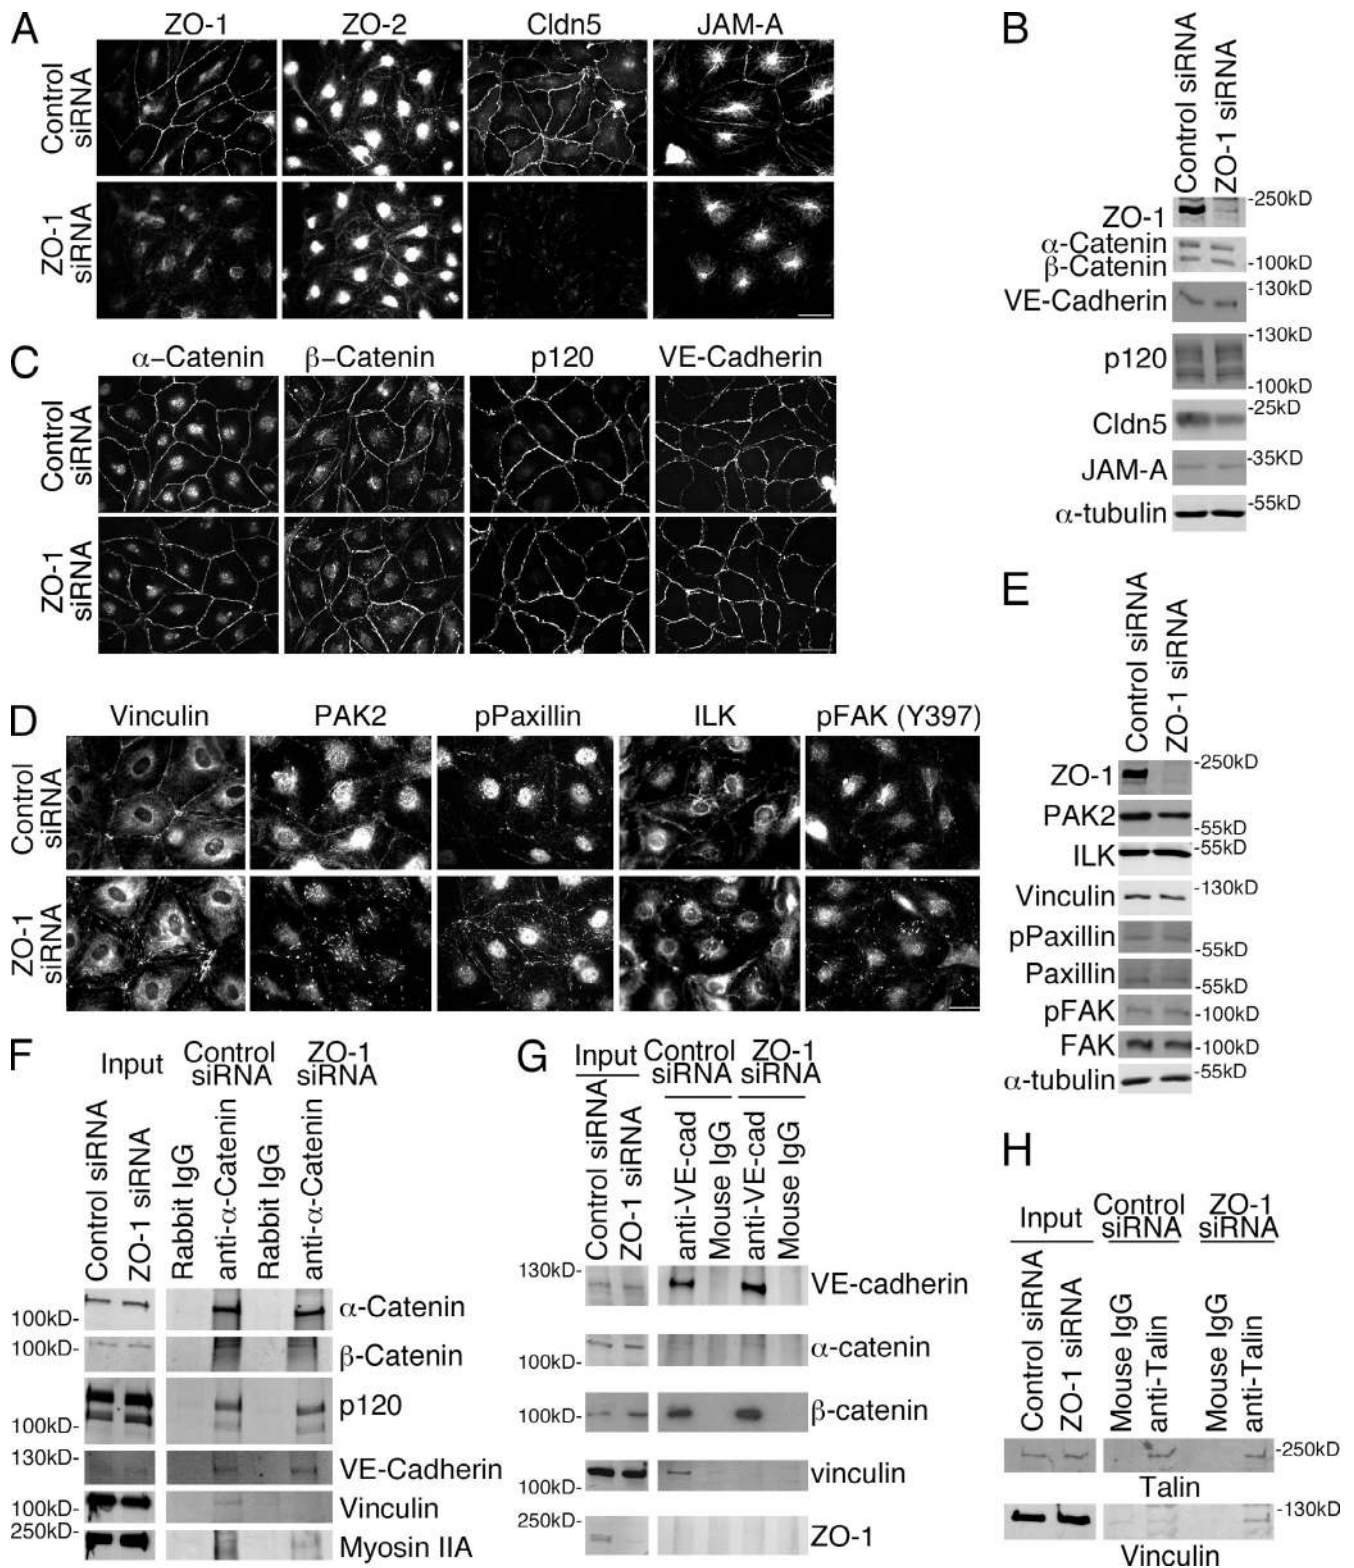 A
ZO-1 ZO-2 Cldn5 JAM-A
Control siRNA
ZO-1 siRNA
B
Control siRNA
ZO-1 siRNA
ZO-1 -250kD
α-Catenin
β-Catenin -100kD
VE-Cadherin -130kD
p120 -130kD
-100kD
Cldn5 -25kD
JAM-A -35KD
α-tubulin -55kD
C
α–Catenin β–Catenin p120 VE-Cadherin
Control siRNA
ZO-1 siRNA
D
Vinculin PAK2 pPaxillin ILK pFAK (Y397)
Control siRNA
ZO-1 siRNA
E
Control siRNA
ZO-1 siRNA
ZO-1 -250kD
PAK2 -55kD
ILK -55kD
Vinculin -130kD
pPaxillin -55kD
Paxillin -55kD
pFAK -100kD
FAK -100kD
α-tubulin -55kD
F
Input Control siRNA ZO-1 siRNA
Control siRNA
ZO-1 siRNA
Rabbit IgG
anti-α-Catenin
Rabbit IgG
anti-α-Catenin
100kD- α-Catenin
100kD- β-Catenin
100kD- p120
130kD- VE-Cadherin
100kD- Vinculin
250kD- Myosin IIA
G
Input Control siRNA ZO-1 siRNA
Control siRNA
ZO-1 siRNA
anti-VE-cad
Mouse IgG
anti-VE-cad
Mouse IgG
130kD- VE-cadherin
100kD- α-catenin
100kD- β-catenin
100kD- vinculin
250kD- ZO-1
H
Input Control siRNA ZO-1 siRNA
Control siRNA
ZO-1 siRNA
Mouse IgG
anti-Talin
Mouse IgG
anti-Talin
-250kD
Talin
-130kD
Vinculin